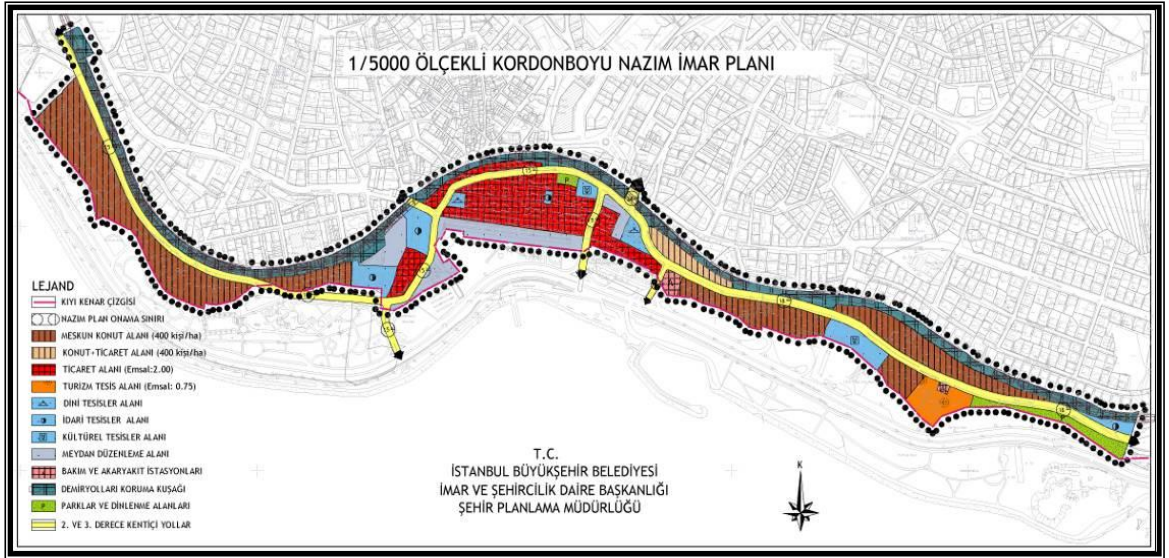 1/5000 ÖLÇEKLİ KORDONBOYU NAZIM İMAR PLANI
LEJAND
KIYI KENAR ÇİZGİSİ
NAZIM PLAN ONAMA SINIRI
MESKUN KONUT ALANI (400 kişi/ha)
KONUT+TİCARET ALANI (400 kişi/ha)
TİCARET ALANI (Emsal:2.00)
TURİZM TESİS ALANI (Emsal: 0.75)
DİNİ TESİSLER ALANI
İDARİ TESİSLER ALANI
KÜLTÜREL TESİSLER ALANI
MEYDAN DÜZENLEME ALANI
BAKIM VE AKARYAKIT İSTASYONLARI
DEMİRYOLLARI KORUMA KUŞAĞI
P PARKLAR VE DİNLENME ALANLARI
2. VE 3. DERECE KENTİÇİ YOLLAR
T.C.
İSTANBUL BÜYÜKŞEHİR BELEDİYESİ
İMAR VE ŞEHİRCİLİK DAİRE BAŞKANLIĞI
ŞEHİR PLANLAMA MÜDÜRLÜĞÜ
K
P